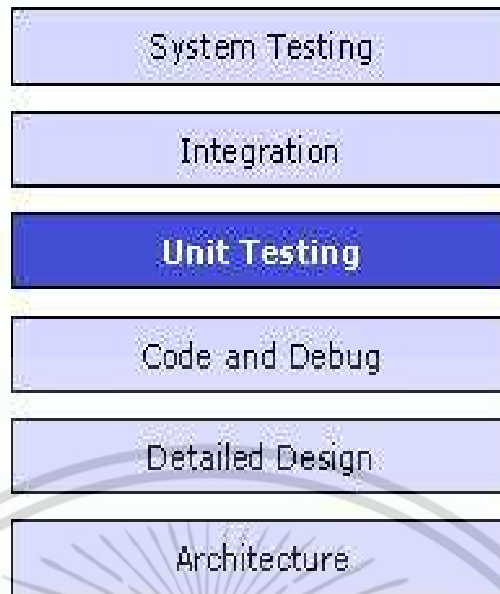 System Testing
Integration
Unit Testing
Code and Debug
Detailed Design
Architecture